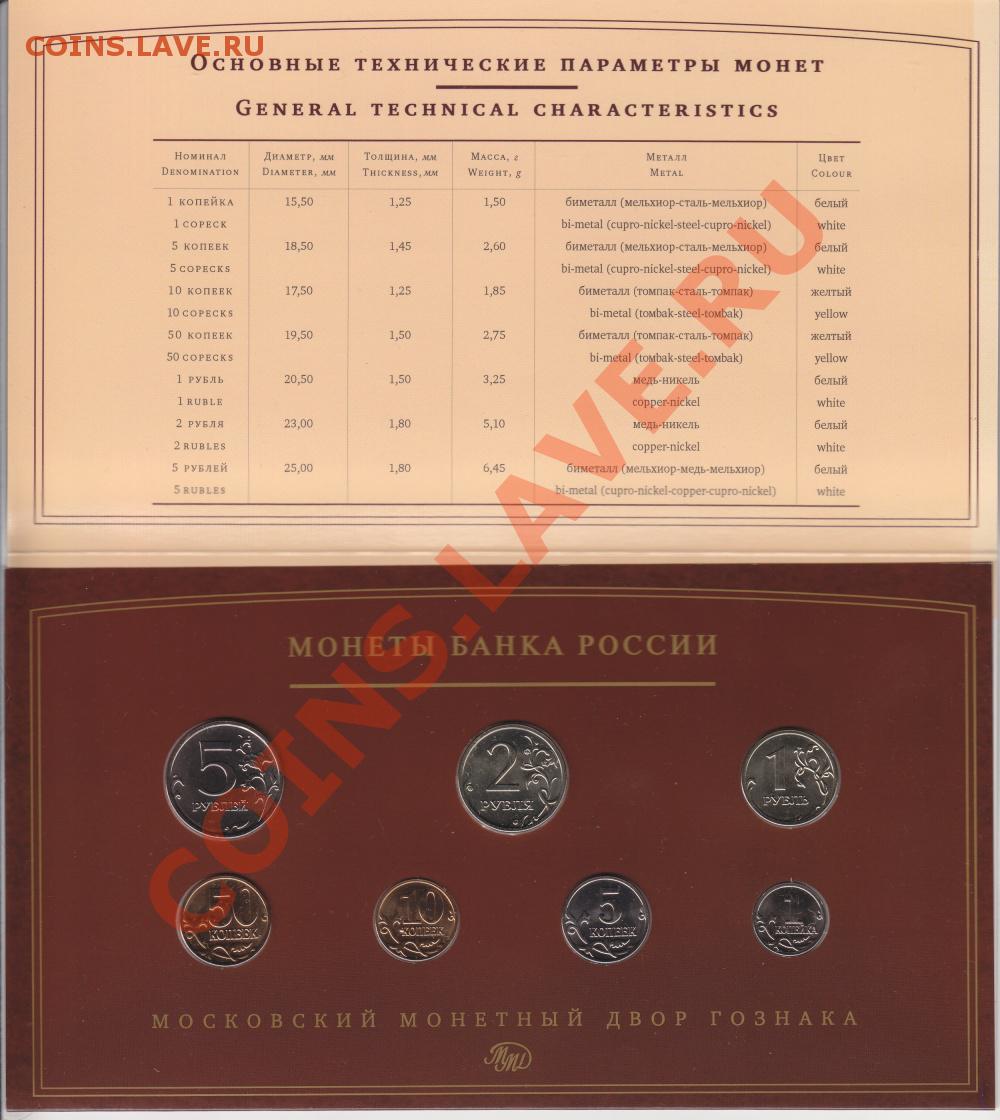 COINS.LAVE.RU
Основные технические параметры монет
General technical characteristics
Номинал Диаметр, мм Толщина, мм Масса, г Металл Цвет
Denomination Diameter, мм Thickness, мм Weight, g Metal Colour
1 копейка 15,50 1,25 1,50 биметалл (мельхиор-сталь-мельхиор) белый
1 copeck bi-metal (cupro-nickel-steel-cupro-nickel) white
5 копеек 18,50 1,45 2,60 биметалл (мельхиор-сталь-мельхиор) белый
5 copecks bi-metal (cupro-nickel-steel-cupro-nickel) white
10 копеек 17,50 1,25 1,85 биметалл (томпак-сталь-томпак) желтый
10 copecks bi-metal (tombak-steel-tombak) yellow
50 копеек 19,50 1,50 2,75 биметалл (томпак-сталь-томпак) желтый
50 copecks bi-metal (tombak-steel-tombak) yellow
1 рубль 20,50 1,50 3,25 медь-никель белый
1 ruble copper-nickel white
2 рубля 23,00 1,80 5,10 медь-никель белый
2 rubles copper-nickel white
5 рублей 25,00 1,80 6,45 биметалл (мельхиор-медь-мельхиор) белый
5 rubles bi-metal (cupro-nickel-copper-cupro-nickel) white
COINS.LAVE.RU
МОНЕТЫ БАНКА РОССИИ
5 2 1
РУБЛЕЙ РУБЛЯ РУБЛЬ
50 10 5 1
КОПЕЕК КОПЕЕК КОПЕЕК КОПЕЙКА
МОСКОВСКИЙ МОНЕТНЫЙ ДВОР ГОЗНАКА
ММД